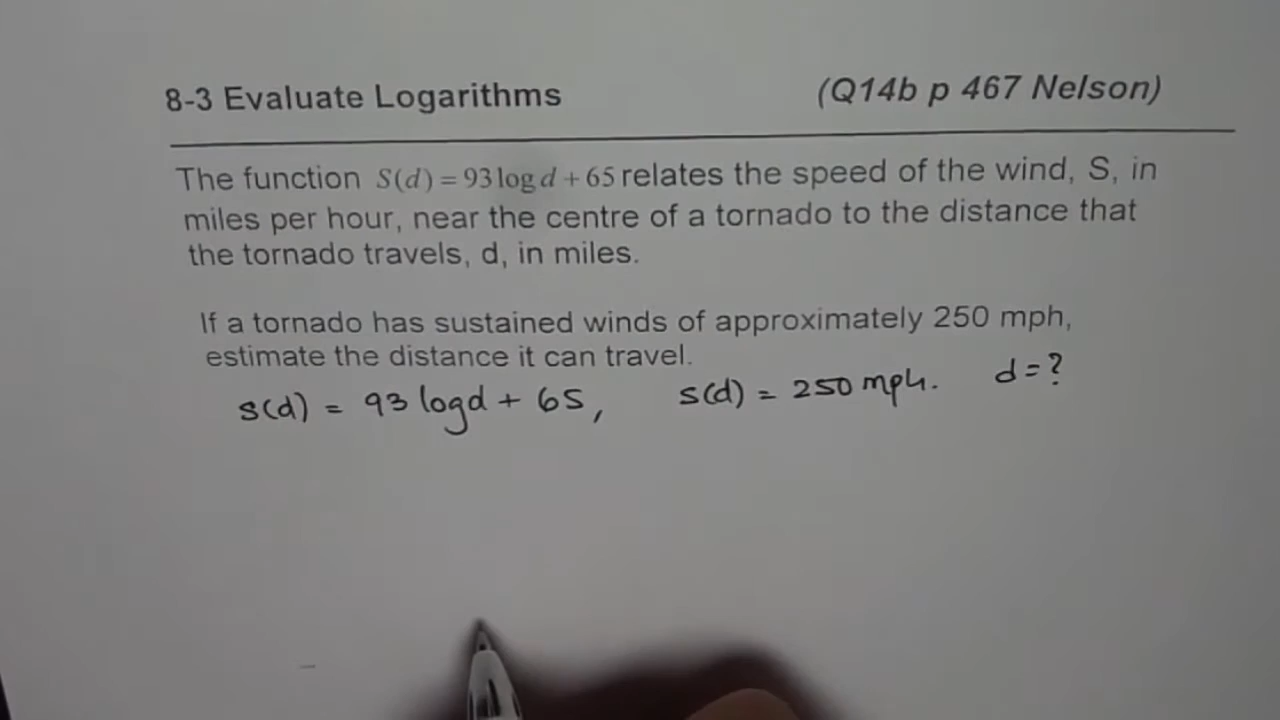 8-3 Evaluate Logarithms (Q14b p 467 Nelson)
The function S(d) = 93 log d + 65 relates the speed of the wind, S, in
miles per hour, near the centre of a tornado to the distance that
the tornado travels, d, in miles.
If a tornado has sustained winds of approximately 250 mph,
estimate the distance it can travel.
s(d) = 93 log d + 65, s(d) = 250 mph. d = ?